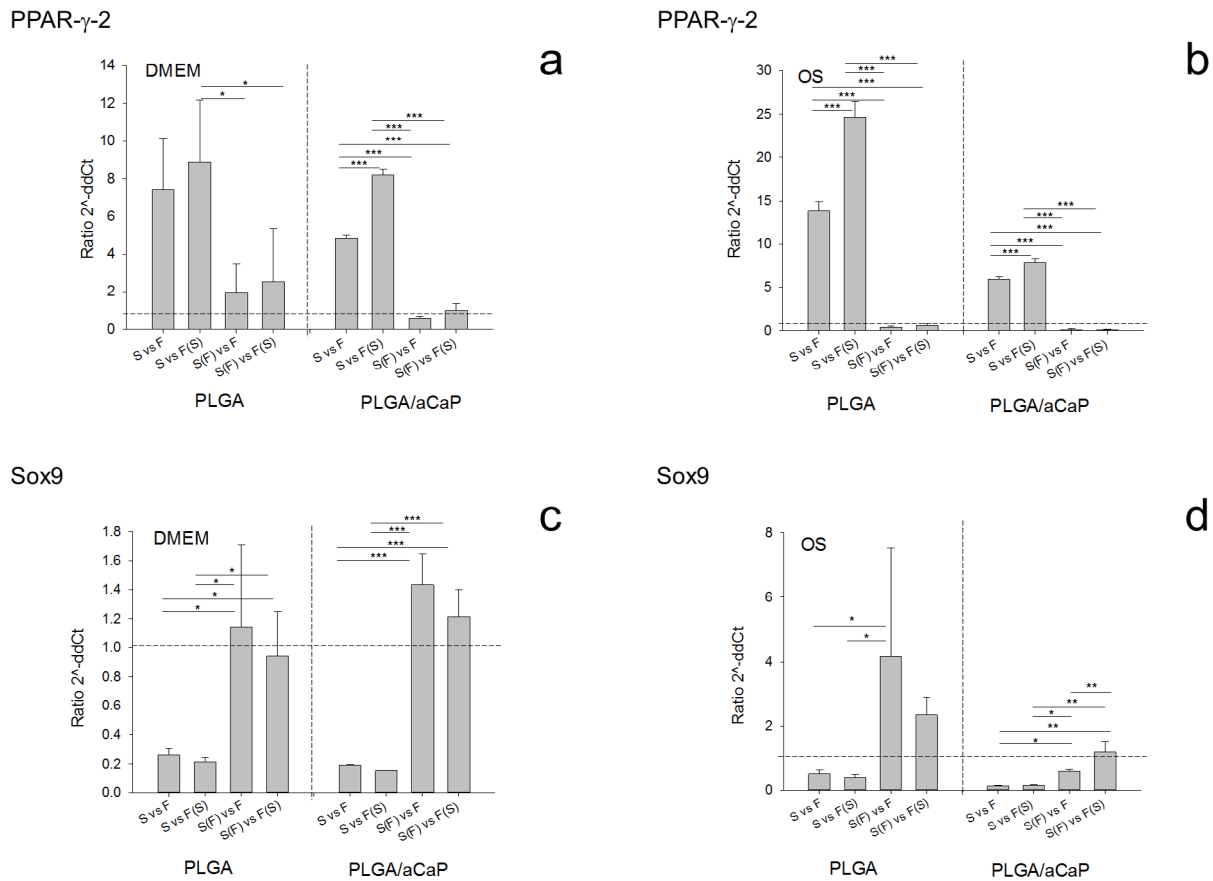 PPAR-γ-2
a
DMEM
Ratio 2^-ddCt
14
12
10
8
6
4
2
0
* *
*** *** *** *** ***
S vs F
S vs F(S)
S(F) vs F
S(F) vs F(S)
S vs F
S vs F(S)
S(F) vs F
S(F) vs F(S)
PLGA
PLGA/aCaP
PPAR-γ-2
b
OS
Ratio 2^-ddCt
30
25
20
15
10
5
0
*** *** *** *** ***
*** *** *** *** ***
S vs F
S vs F(S)
S(F) vs F
S(F) vs F(S)
S vs F
S vs F(S)
S(F) vs F
S(F) vs F(S)
PLGA
PLGA/aCaP
Sox9
c
DMEM
Ratio 2^-ddCt
1.8
1.6
1.4
1.2
1.0
0.8
0.6
0.4
0.2
0.0
* * * *
*** *** *** ***
S vs F
S vs F(S)
S(F) vs F
S(F) vs F(S)
S vs F
S vs F(S)
S(F) vs F
S(F) vs F(S)
PLGA
PLGA/aCaP
Sox9
d
OS
Ratio 2^-ddCt
8
6
4
2
0
* *
** ** * ** *
S vs F
S vs F(S)
S(F) vs F
S(F) vs F(S)
S vs F
S vs F(S)
S(F) vs F
S(F) vs F(S)
PLGA
PLGA/aCaP